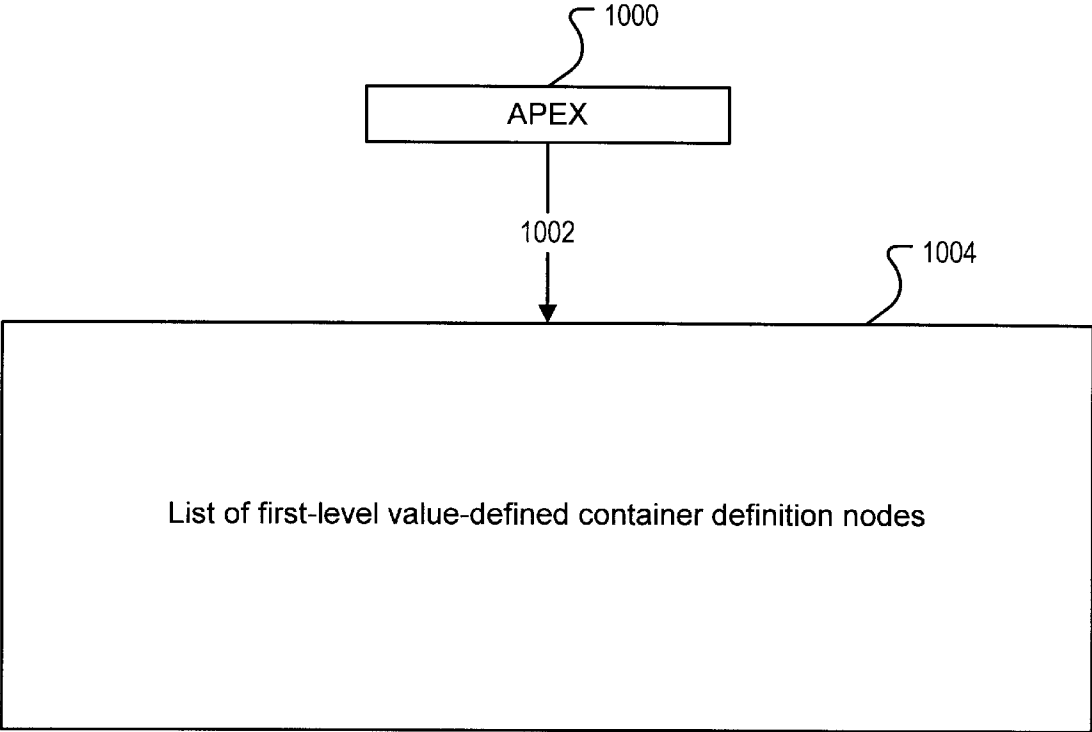 1000
APEX
1002
1004
List of first-level value-defined container definition nodes